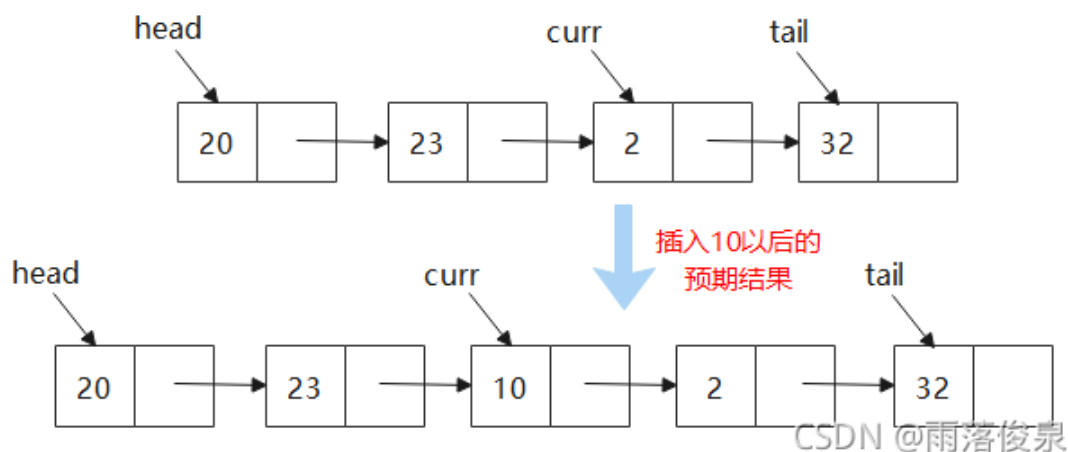 head curr tail
20 23 2 32
插入10以后的
预期结果
head curr tail
20 23 10 2 32
CSDN @雨落俊泉